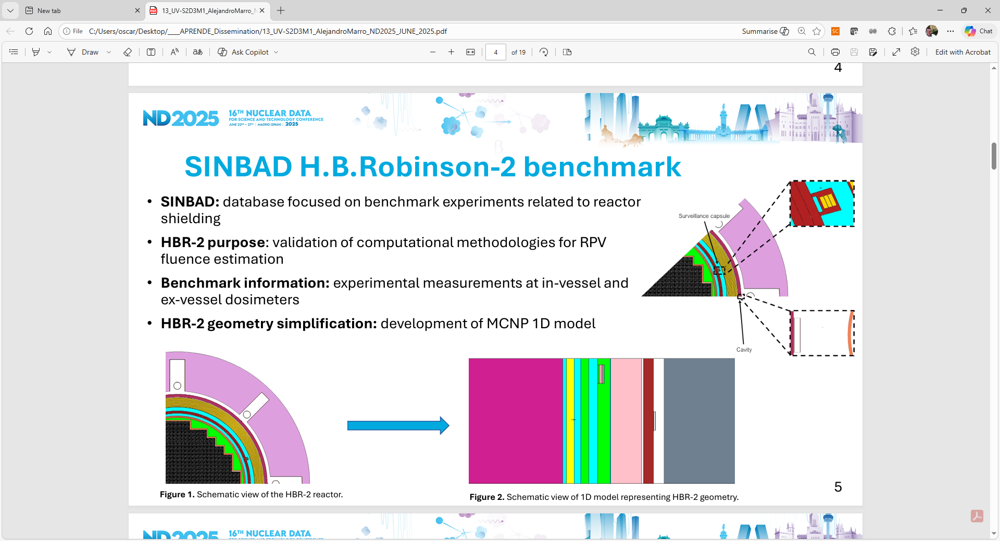 New tab
13_UV-S2D3M1_AlejandroMarro_N
File
C:/Users/oscar/Desktop/____APRENDE_Dissemination/13_UV-S2D3M1_AlejandroMarro_ND2025_JUNE_2025.pdf
Summarise
SC
Chat
Draw
Ask Copilot
4
of 19
Edit with Acrobat
4
ND2025
16TH NUCLEAR DATA
FOR SCIENCE AND TECHNOLOGY CONFERENCE
JUNE 22ND – 27TH | MADRID (SPAIN) | 2025
β
SINBAD H.B.Robinson-2 benchmark
• SINBAD: database focused on benchmark experiments related to reactor
shielding
• HBR-2 purpose: validation of computational methodologies for RPV
fluence estimation
• Benchmark information: experimental measurements at in-vessel and
ex-vessel dosimeters
• HBR-2 geometry simplification: development of MCNP 1D model
Surveillance capsule
Cavity
Figure 1. Schematic view of the HBR-2 reactor.
Figure 2. Schematic view of 1D model representing HBR-2 geometry.
5
ND2025
16TH NUCLEAR DATA